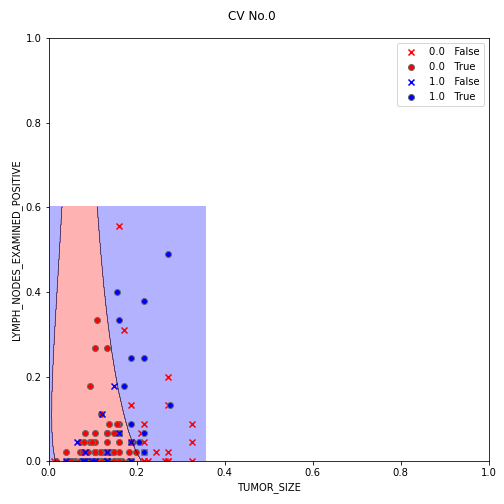 CV No.0
1.0
0.8
0.6
0.4
0.2
0.0
LYMPH_NODES_EXAMINED_POSITIVE
0.0 False
0.0 True
1.0 False
1.0 True
0.0 0.2 0.4 0.6 0.8 1.0
TUMOR_SIZE